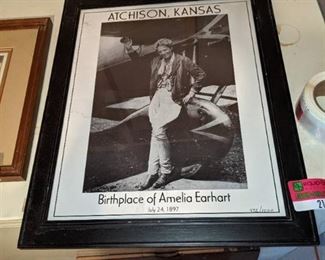 ATCHISON, KANSAS
Birthplace of Amelia Earhart
July 24, 1897